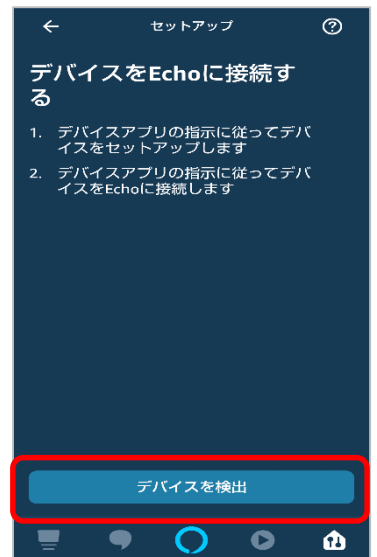 セットアップ
デバイスをEchoに接続す
る
1. デバイスアプリの指示に従ってデバ
イスをセットアップします
2. デバイスアプリの指示に従ってデバ
イスをEchoに接続します
デバイスを検出